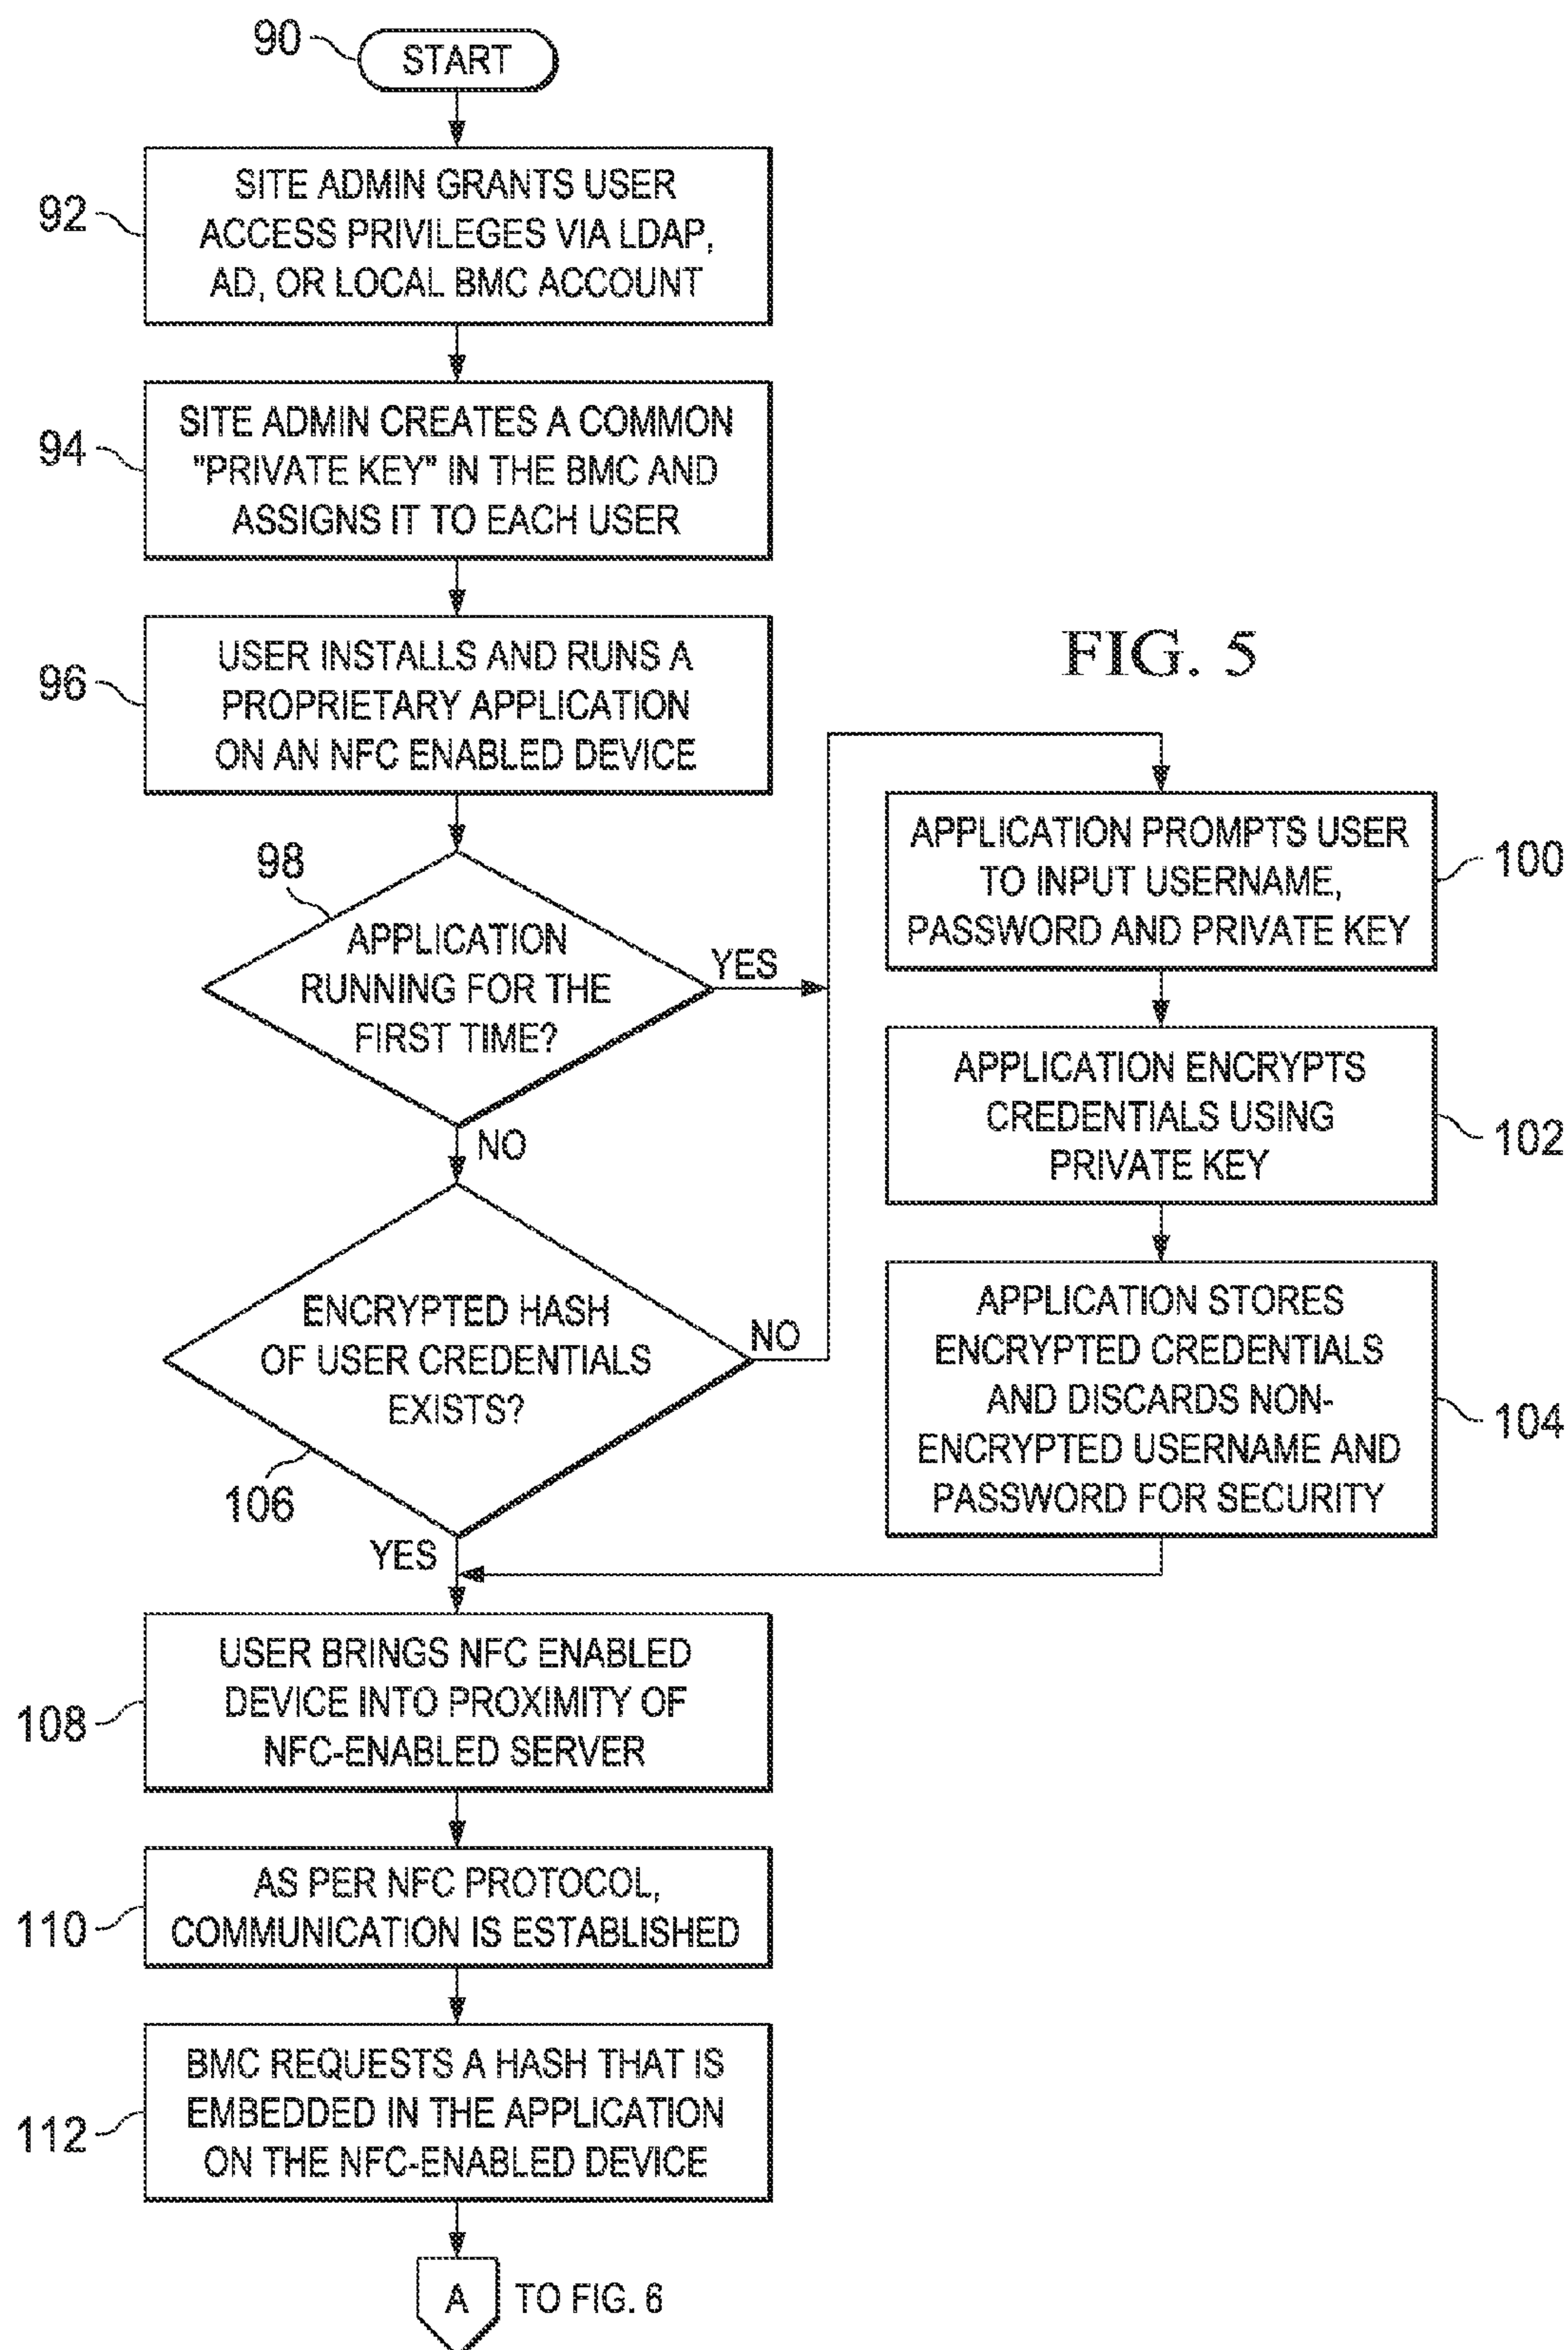 90
START
92
SITE ADMIN GRANTS USER
ACCESS PRIVILEGES VIA LDAP,
AD, OR LOCAL BMC ACCOUNT
94
SITE ADMIN CREATES A COMMON
"PRIVATE KEY" IN THE BMC AND
ASSIGNS IT TO EACH USER
96
USER INSTALLS AND RUNS A
PROPRIETARY APPLICATION
ON AN NFC ENABLED DEVICE
FIG. 5
98
APPLICATION
RUNNING FOR THE
FIRST TIME?
YES
NO
100
APPLICATION PROMPTS USER
TO INPUT USERNAME,
PASSWORD AND PRIVATE KEY
102
APPLICATION ENCRYPTS
CREDENTIALS USING
PRIVATE KEY
104
APPLICATION STORES
ENCRYPTED CREDENTIALS
AND DISCARDS NON-
ENCRYPTED USERNAME AND
PASSWORD FOR SECURITY
106
ENCRYPTED HASH
OF USER CREDENTIALS
EXISTS?
NO
YES
108
USER BRINGS NFC ENABLED
DEVICE INTO PROXIMITY OF
NFC-ENABLED SERVER
110
AS PER NFC PROTOCOL,
COMMUNICATION IS ESTABLISHED
112
BMC REQUESTS A HASH THAT IS
EMBEDDED IN THE APPLICATION
ON THE NFC-ENABLED DEVICE
A
TO FIG. 6